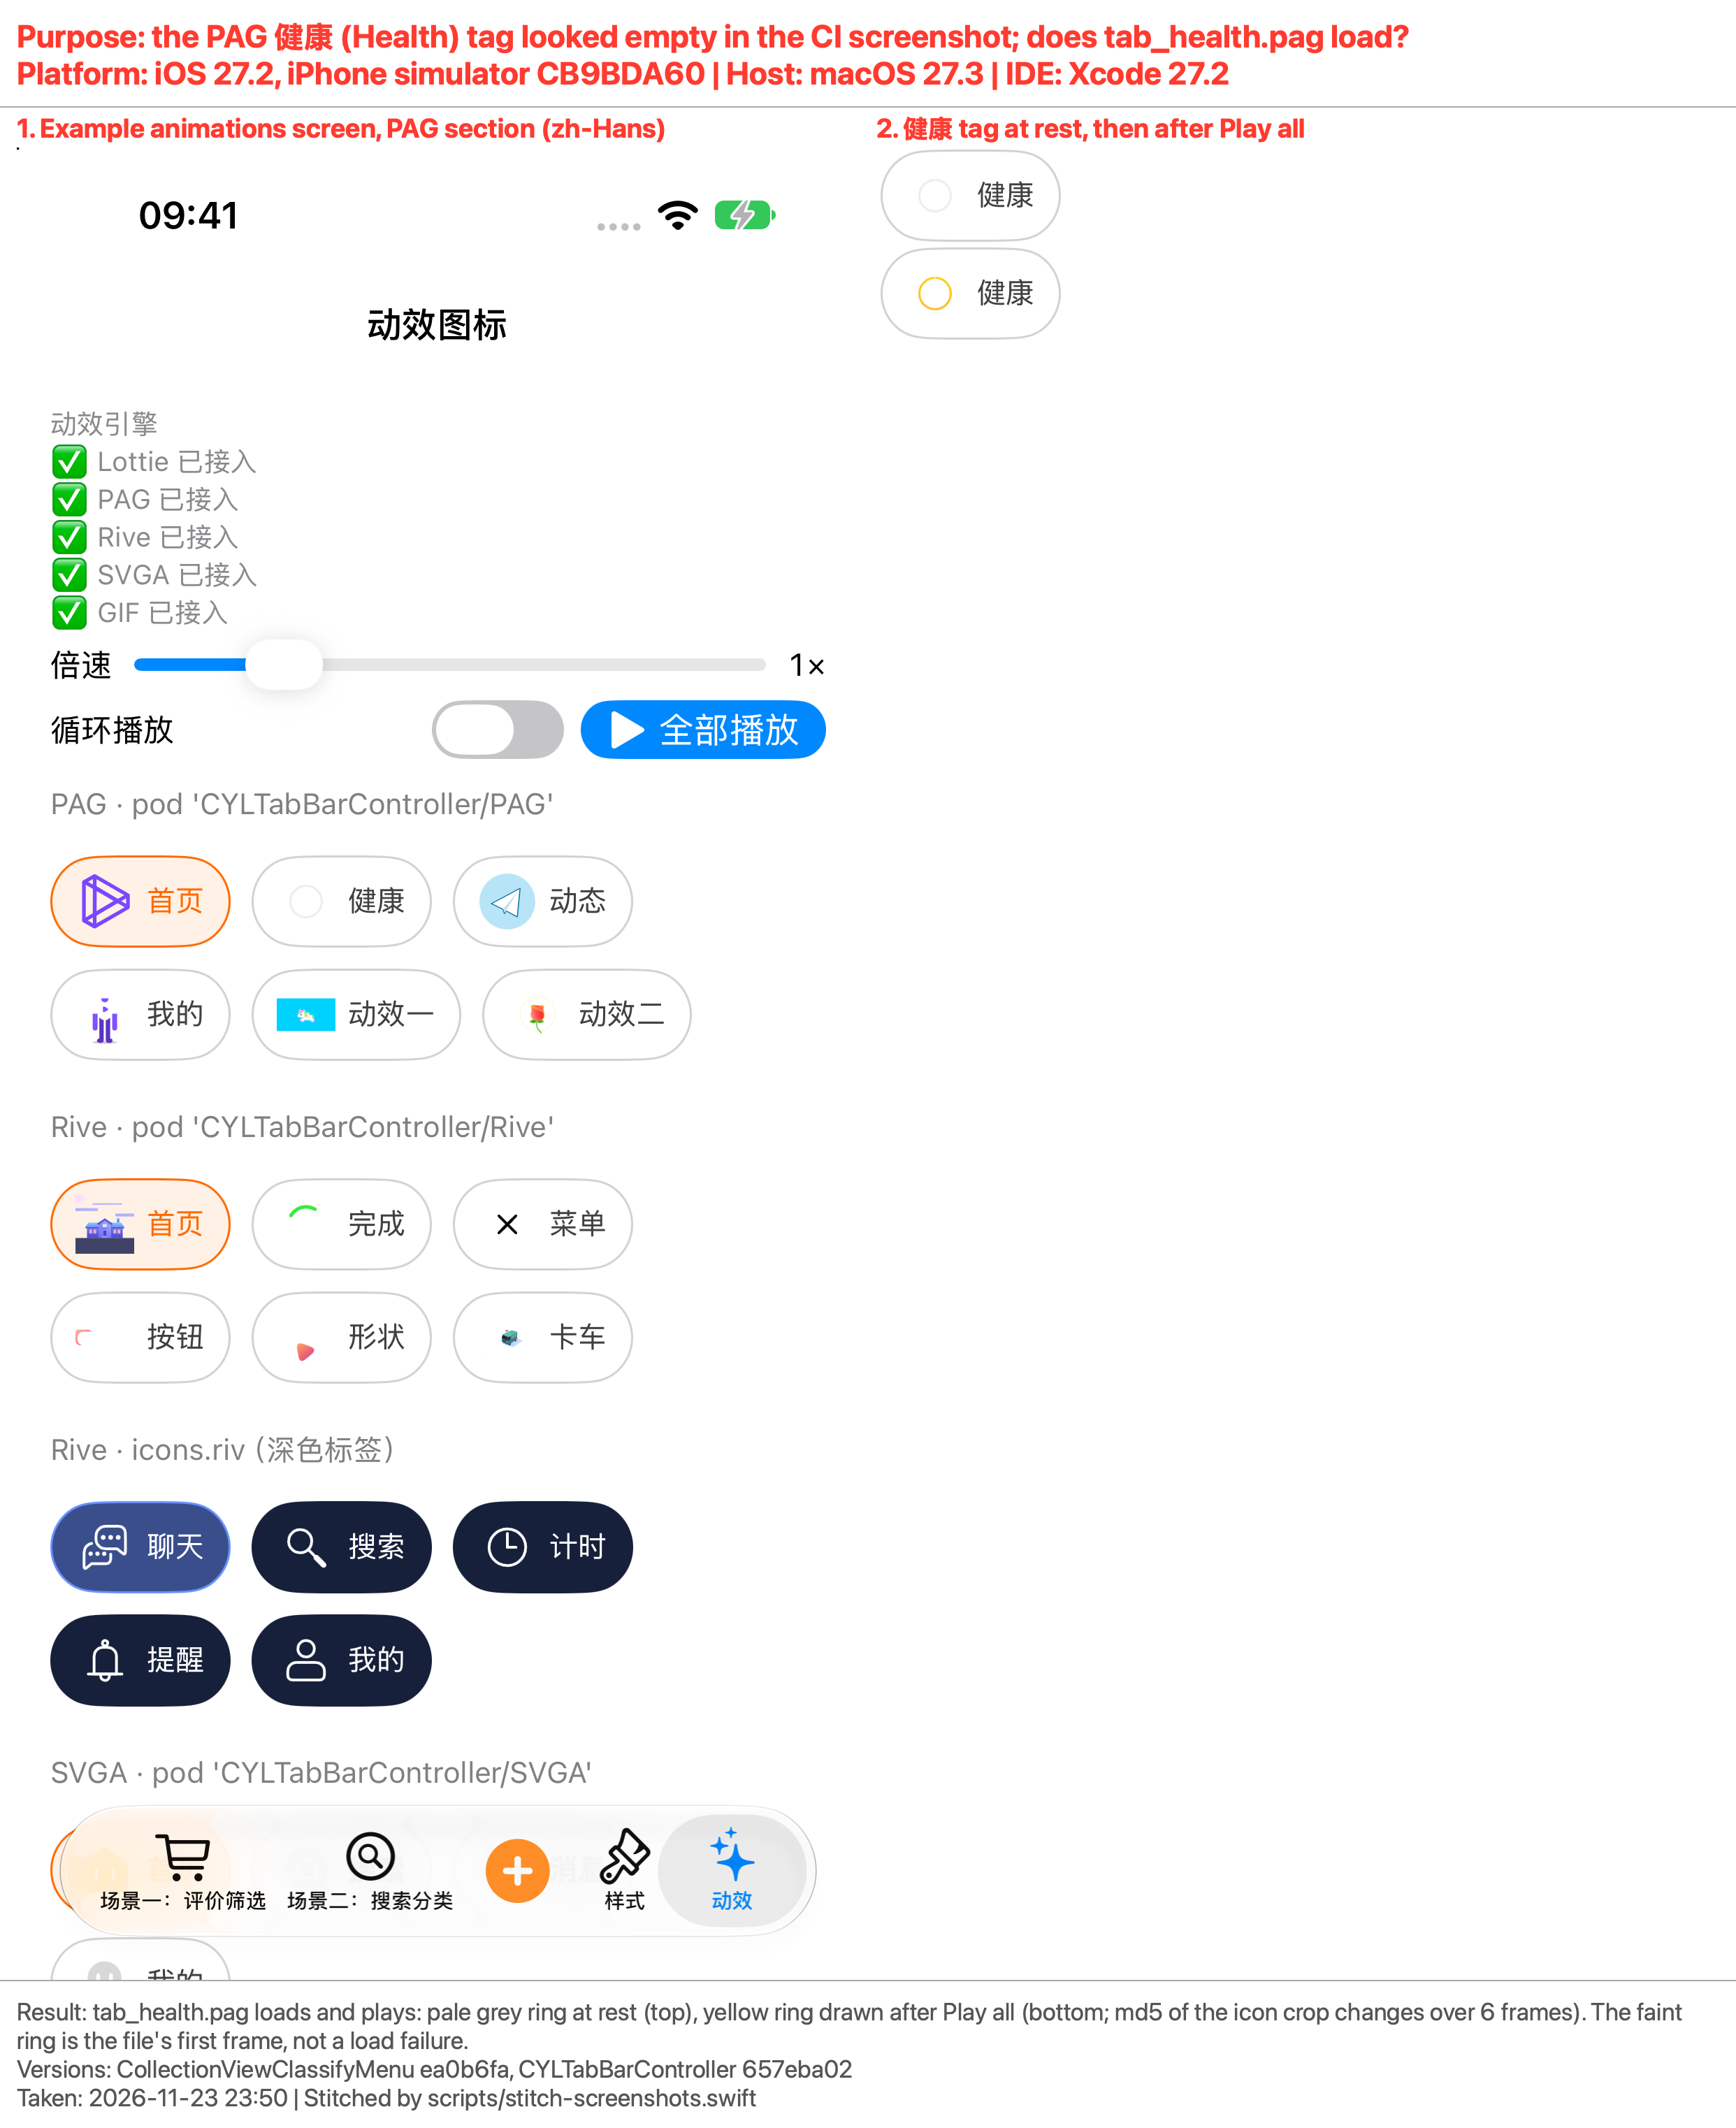 Purpose: the PAG 健康 (Health) tag looked empty in the CI screenshot; does tab_health.pag load?
Platform: iOS 27.2, iPhone simulator CB9BDA60 | Host: macOS 27.3 | IDE: Xcode 27.2
1. Example animations screen, PAG section (zh-Hans)
09:41
动效图标
动效引擎
✅ Lottie 已接入
✅ PAG 已接入
✅ Rive 已接入
✅ SVGA 已接入
✅ GIF 已接入
倍速 1×
循环播放 全部播放
PAG · pod 'CYLTabBarController/PAG'
首页 健康 动态
我的 动效一 动效二
Rive · pod 'CYLTabBarController/Rive'
首页 完成 菜单
按钮 形状 卡车
Rive · icons.riv (深色标签)
聊天 搜索 计时
提醒 我的
SVGA · pod 'CYLTabBarController/SVGA'
场景一：评价筛选 场景二：搜索分类 样式 动效
我的
2. 健康 tag at rest, then after Play all
健康
健康
Result: tab_health.pag loads and plays: pale grey ring at rest (top), yellow ring drawn after Play all (bottom; md5 of the icon crop changes over 6 frames). The faint
ring is the file's first frame, not a load failure.
Versions: CollectionViewClassifyMenu ea0b6fa, CYLTabBarController 657eba02
Taken: 2026-11-23 23:50 | Stitched by scripts/stitch-screenshots.swift